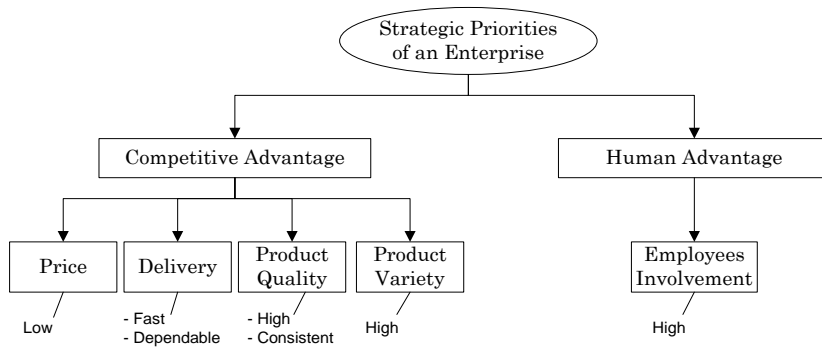 Strategic Priorities
of an Enterprise
Competitive Advantage
Human Advantage
Price
Delivery
Product
Quality
Product
Variety
Employees
Involvement
Low
- Fast
- Dependable
- High
- Consistent
High
High